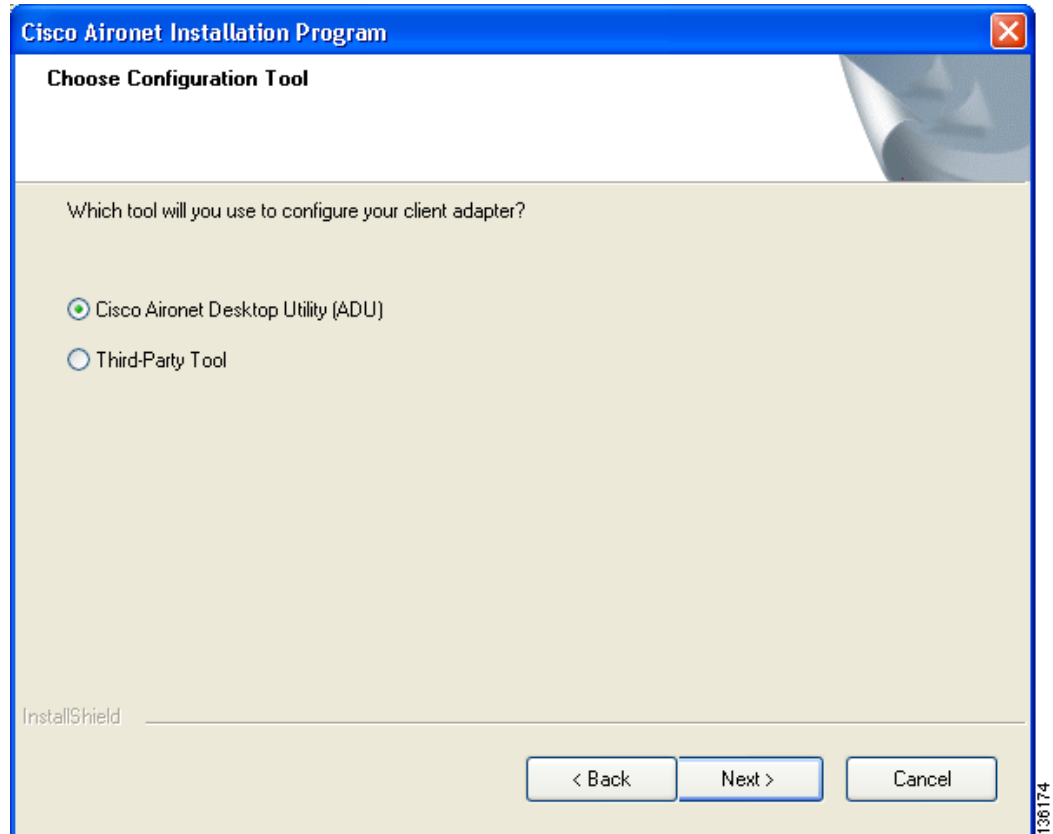 Cisco Aironet Installation Program
Choose Configuration Tool
Which tool will you use to configure your client adapter?
Cisco Aironet Desktop Utility (ADU)
Third-Party Tool
InstallShield
< Back
Next >
Cancel
136174